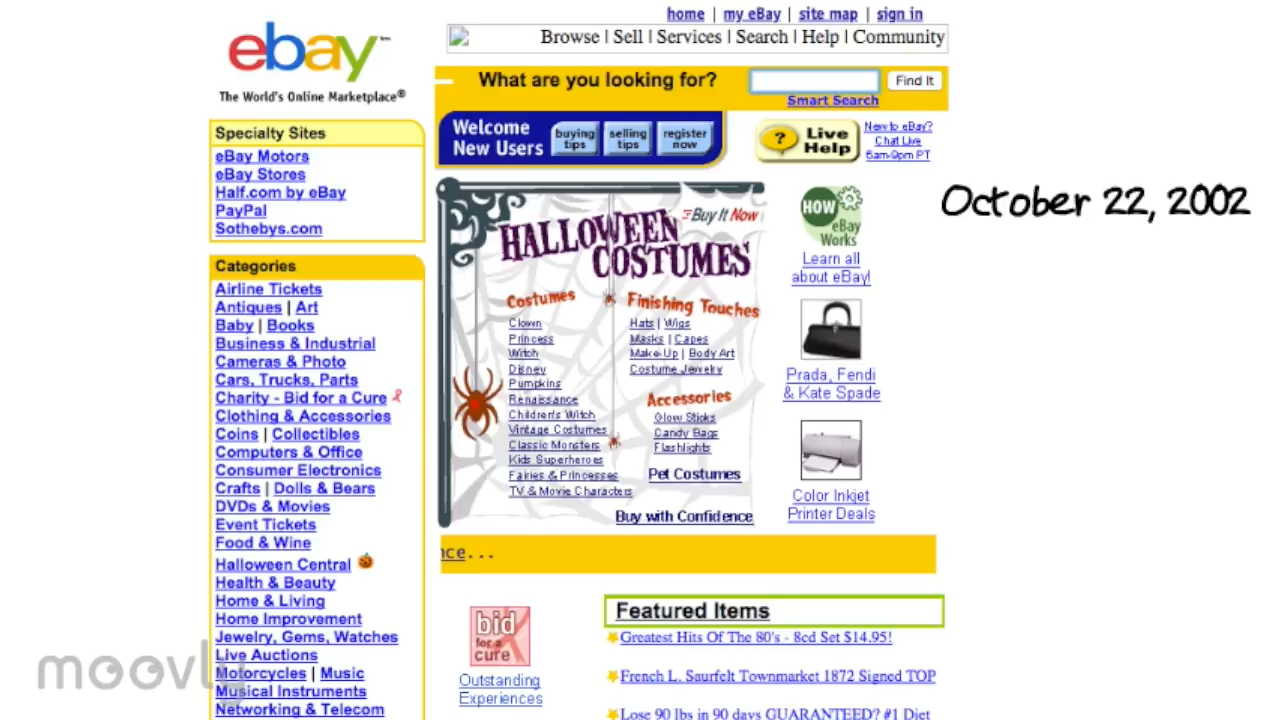 home | my eBay | site map | sign in
ebay™
Browse | Sell | Services | Search | Help | Community
What are you looking for?
Find It
Smart Search
The World's Online Marketplace®
Welcome
New Users
buying
tips
selling
tips
register
now
?
Live
Help
New to eBay?
Chat Live
6am-9pm PT
Specialty Sites
eBay Motors
eBay Stores
Half.com by eBay
PayPal
Sothebys.com
Categories
Airline Tickets
Antiques | Art
Baby | Books
Business & Industrial
Cameras & Photo
Cars, Trucks, Parts
Charity - Bid for a Cure
Clothing & Accessories
Coins | Collectibles
Computers & Office
Consumer Electronics
Crafts | Dolls & Bears
DVDs & Movies
Event Tickets
Food & Wine
Halloween Central
Health & Beauty
Home & Living
Home Improvement
Jewelry, Gems, Watches
Live Auctions
Motorcycles | Music
Musical Instruments
Networking & Telecom
Buy It Now
HALLOWEEN
COSTUMES
Costumes
Clown
Princess
Witch
Disney
Pumpkins
Renaissance
Children's Witch
Vintage Costumes
Classic Monsters
Kids Superheroes
Fairies & Princesses
TV & Movie Characters
Finishing Touches
Hats | Wigs
Masks | Capes
Make-Up | Body Art
Costume Jewelry
Accessories
Glow Sticks
Candy Bags
Flashlights
Pet Costumes
Buy with Confidence
HOW
eBay
Works
Learn all
about eBay!
Prada, Fendi
& Kate Spade
Color Inkjet
Printer Deals
October 22, 2002
nce...
bid
for a
cure
Outstanding
Experiences
Featured Items
Greatest Hits Of The 80's - 8cd Set $14.95!
French L. Saurfelt Townmarket 1872 Signed TOP
Lose 90 lbs in 90 days GUARANTEED? #1 Diet
moovly